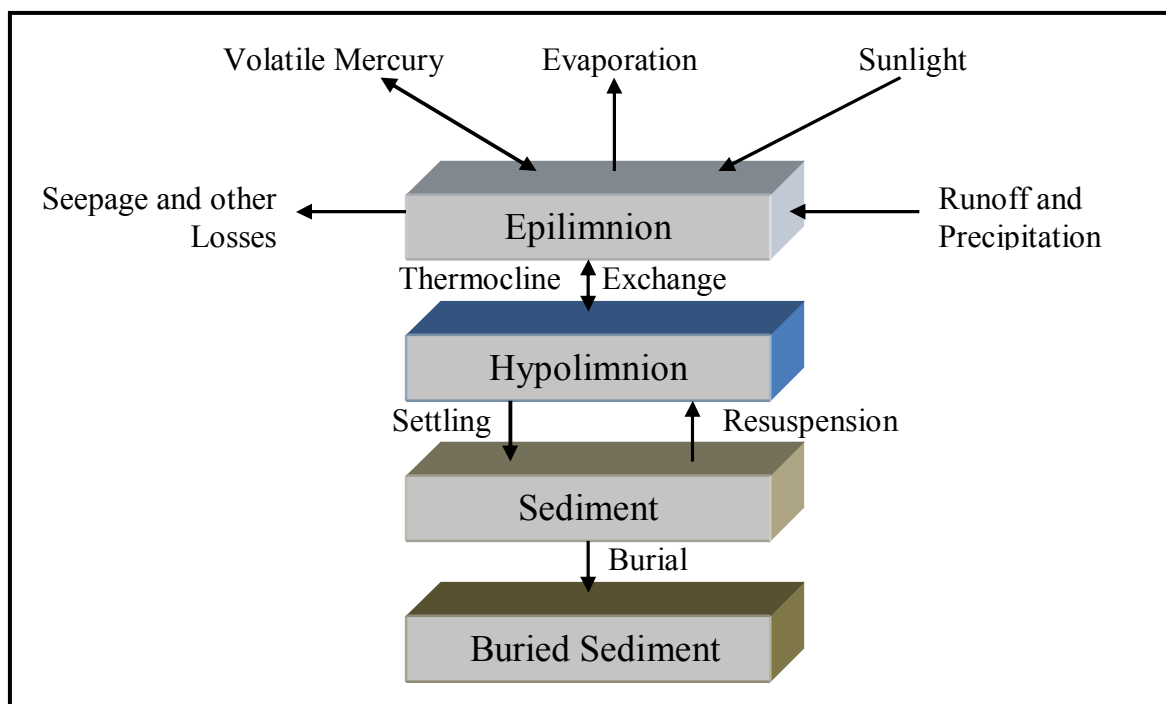 Volatile Mercury
Evaporation
Sunlight
Seepage and other
Losses
Epilimnion
Runoff and
Precipitation
Thermocline Exchange
Hypolimnion
Settling
Resuspension
Sediment
Burial
Buried Sediment